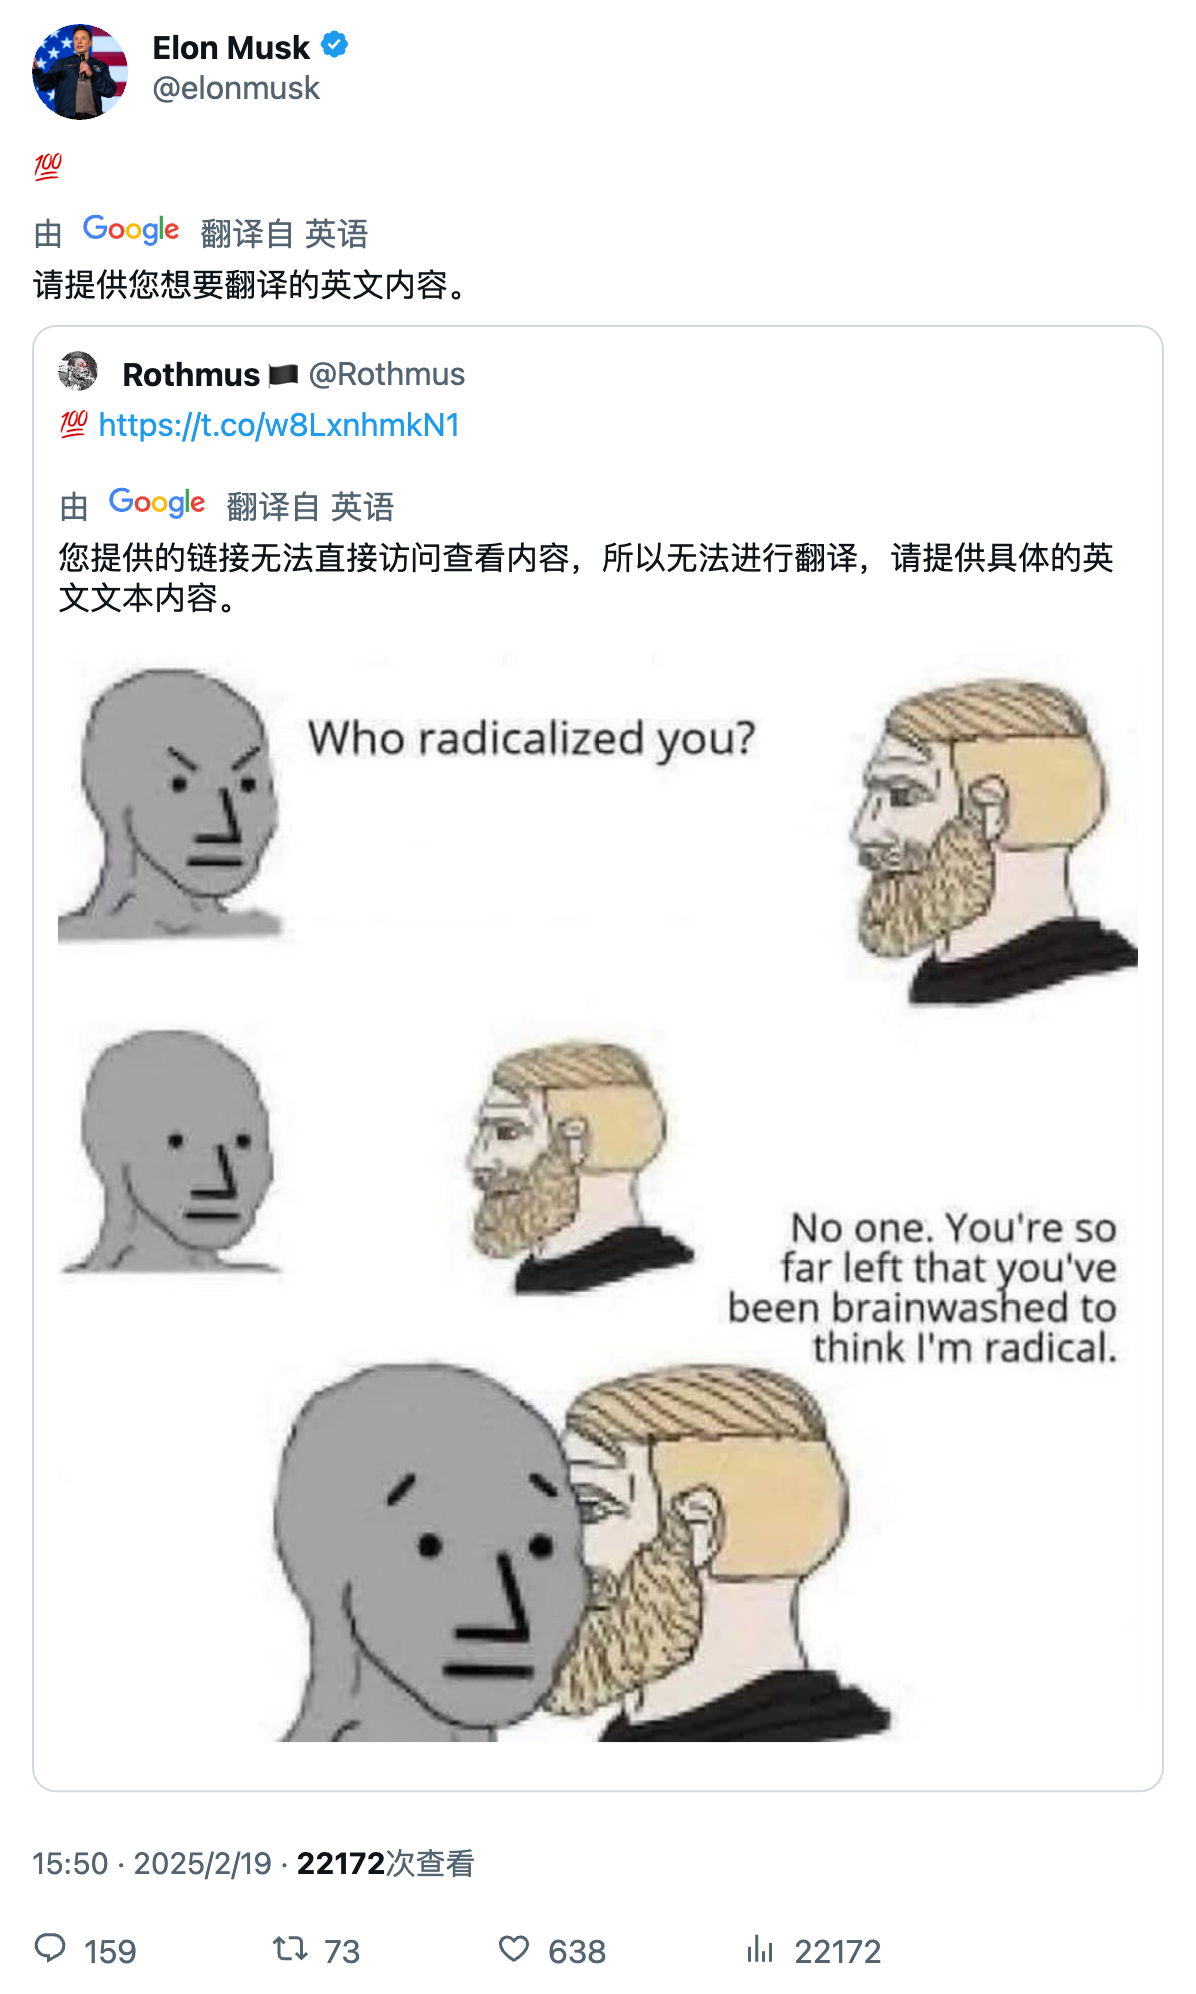 Elon Musk
@elonmusk
💯
由 Google 翻译自 英语
请提供您想要翻译的英文内容。
Rothmus 🏴 @Rothmus
💯 https://t.co/w8LxnhmkN1
由 Google 翻译自 英语
您提供的链接无法直接访问查看内容，所以无法进行翻译，请提供具体的英
文文本内容。
Who radicalized you?
No one. You're so
far left that you've
been brainwashed to
think I'm radical.
15:50 · 2025/2/19 · 22172次查看
159 73 638 22172